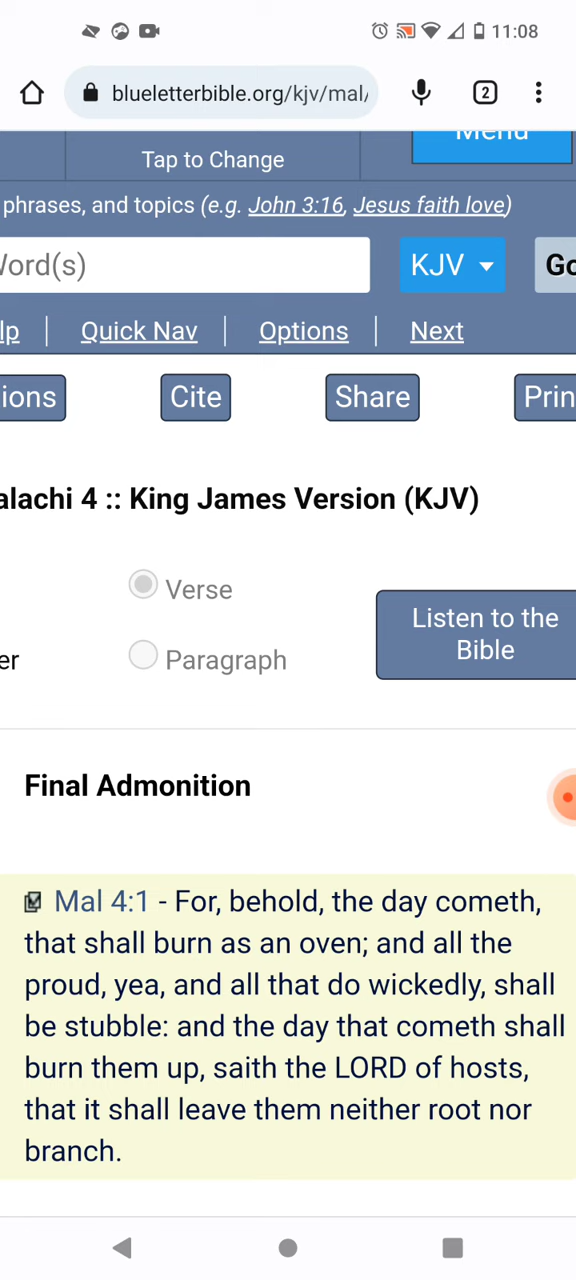 11:08
blueletterbible.org/kjv/mal/
2
Tap to Change
Menu
phrases, and topics (e.g. John 3:16, Jesus faith love)
Word(s)
KJV
Go
lp | Quick Nav | Options | Next
ions
Cite
Share
Prin
alachi 4 :: King James Version (KJV)
Verse
Listen to the
Bible
er
Paragraph
Final Admonition
Mal 4:1 - For, behold, the day cometh,
that shall burn as an oven; and all the
proud, yea, and all that do wickedly, shall
be stubble: and the day that cometh shall
burn them up, saith the LORD of hosts,
that it shall leave them neither root nor
branch.